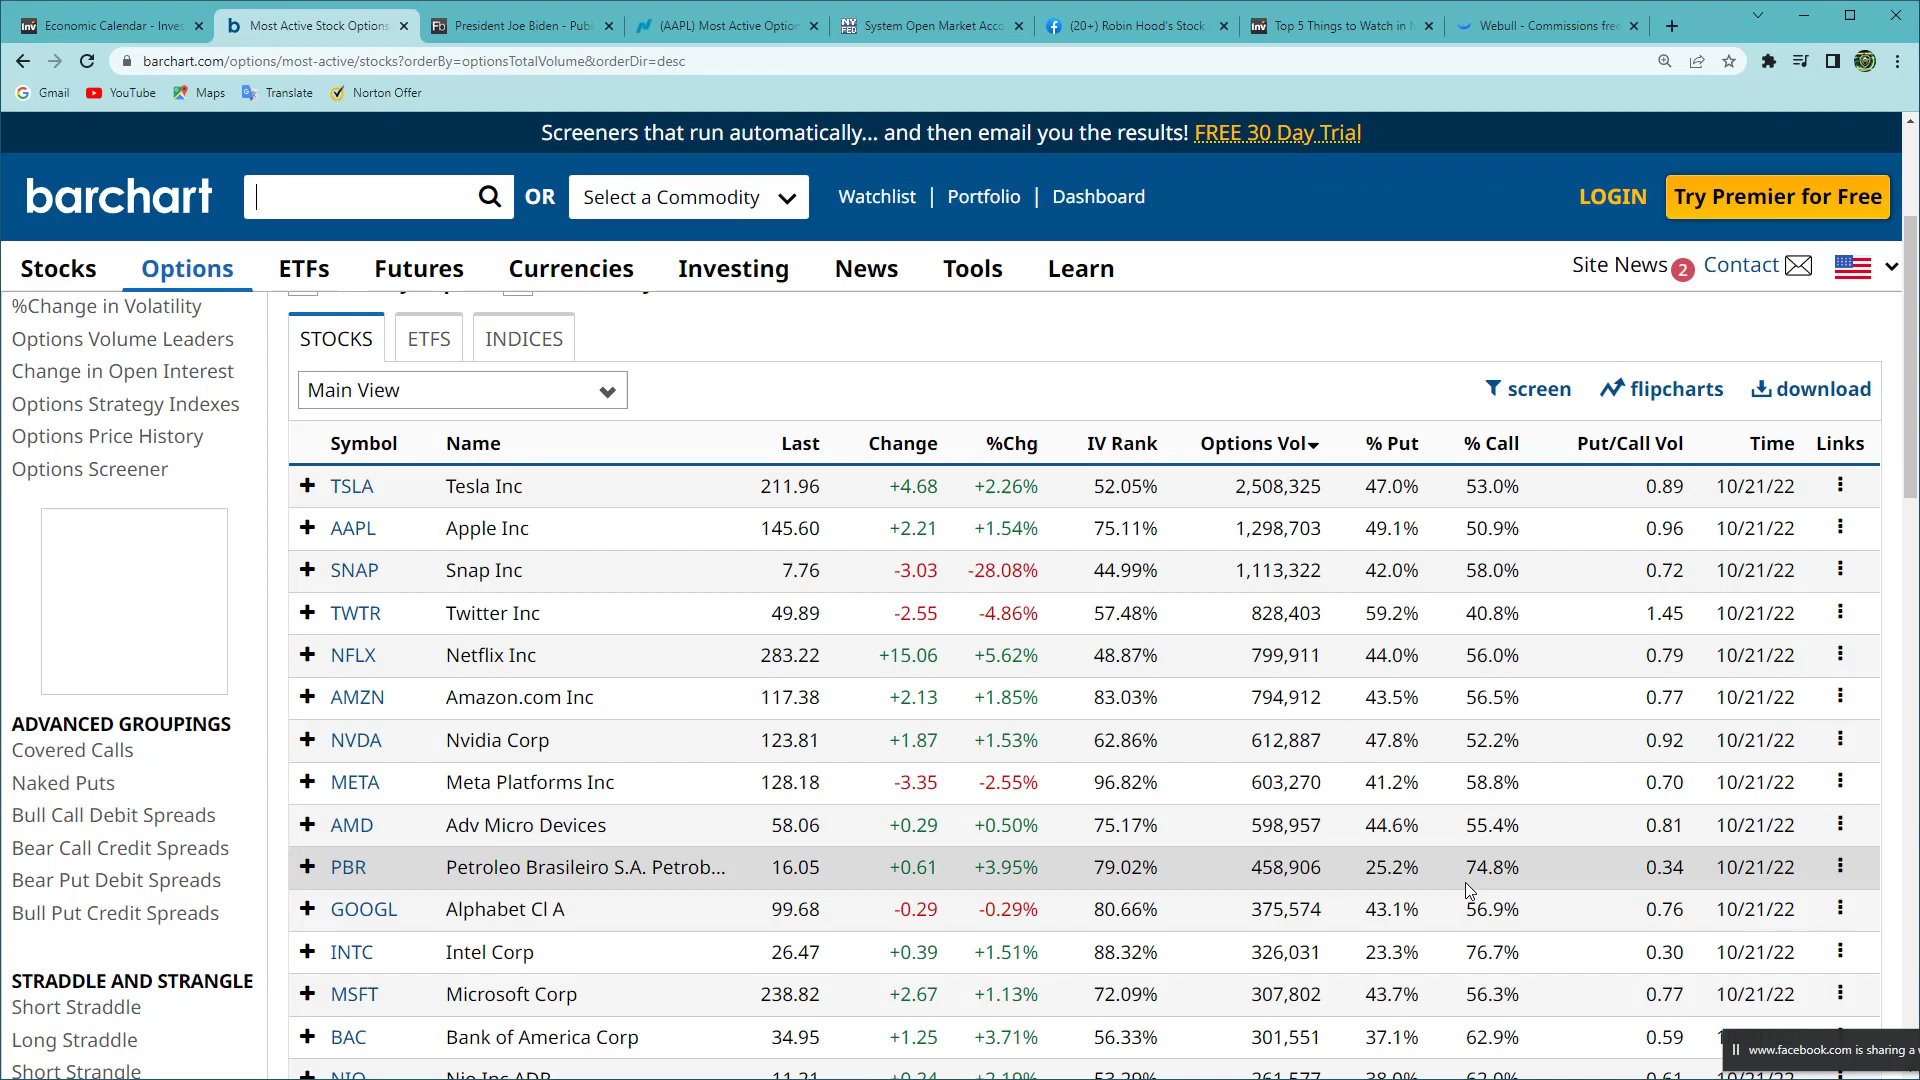 Economic Calendar - Inves
Most Active Stock Options
President Joe Biden - Publ
(AAPL) Most Active Option
System Open Market Acco
(20+) Robin Hood's Stock
Top 5 Things to Watch in
Webull - Commissions free
barchart.com/options/most-active/stocks?orderBy=optionsTotalVolume&orderDir=desc
Gmail YouTube Maps Translate Norton Offer
Screeners that run automatically... and then email you the results! FREE 30 Day Trial
barchart OR Select a Commodity Watchlist | Portfolio | Dashboard LOGIN Try Premier for Free
Stocks Options ETFs Futures Currencies Investing News Tools Learn Site News 2 Contact
%Change in Volatility
Options Volume Leaders
Change in Open Interest
Options Strategy Indexes
Options Price History
Options Screener
ADVANCED GROUPINGS
Covered Calls
Naked Puts
Bull Call Debit Spreads
Bear Call Credit Spreads
Bear Put Debit Spreads
Bull Put Credit Spreads
STRADDLE AND STRANGLE
Short Straddle
Long Straddle
Short Strangle
STOCKS ETFS INDICES
Main View screen flipcharts download
Symbol Name Last Change %Chg IV Rank Options Vol % Put % Call Put/Call Vol Time Links
TSLA Tesla Inc 211.96 +4.68 +2.26% 52.05% 2,508,325 47.0% 53.0% 0.89 10/21/22
AAPL Apple Inc 145.60 +2.21 +1.54% 75.11% 1,298,703 49.1% 50.9% 0.96 10/21/22
SNAP Snap Inc 7.76 -3.03 -28.08% 44.99% 1,113,322 42.0% 58.0% 0.72 10/21/22
TWTR Twitter Inc 49.89 -2.55 -4.86% 57.48% 828,403 59.2% 40.8% 1.45 10/21/22
NFLX Netflix Inc 283.22 +15.06 +5.62% 48.87% 799,911 44.0% 56.0% 0.79 10/21/22
AMZN Amazon.com Inc 117.38 +2.13 +1.85% 83.03% 794,912 43.5% 56.5% 0.77 10/21/22
NVDA Nvidia Corp 123.81 +1.87 +1.53% 62.86% 612,887 47.8% 52.2% 0.92 10/21/22
META Meta Platforms Inc 128.18 -3.35 -2.55% 96.82% 603,270 41.2% 58.8% 0.70 10/21/22
AMD Adv Micro Devices 58.06 +0.29 +0.50% 75.17% 598,957 44.6% 55.4% 0.81 10/21/22
PBR Petroleo Brasileiro S.A. Petrob... 16.05 +0.61 +3.95% 79.02% 458,906 25.2% 74.8% 0.34 10/21/22
GOOGL Alphabet Cl A 99.68 -0.29 -0.29% 80.66% 375,574 43.1% 56.9% 0.76 10/21/22
INTC Intel Corp 26.47 +0.39 +1.51% 88.32% 326,031 23.3% 76.7% 0.30 10/21/22
MSFT Microsoft Corp 238.82 +2.67 +1.13% 72.09% 307,802 43.7% 56.3% 0.77 10/21/22
BAC Bank of America Corp 34.95 +1.25 +3.71% 56.33% 301,551 37.1% 62.9% 0.59
NIO Nio Inc ADR 11.21 +0.24 +2.19% 53.29% 261,577 38.0% 62.0% 0.61 10/21/22
www.facebook.com is sharing a